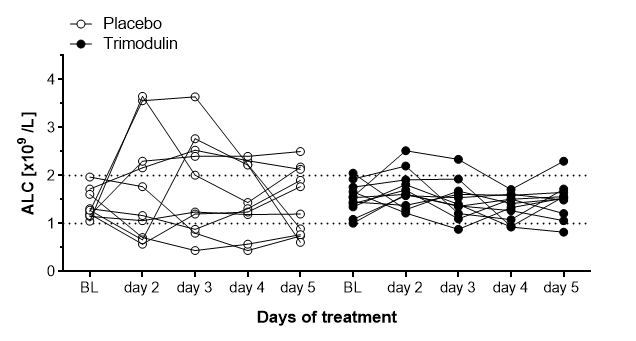 Placebo
Trimodulin
ALC [x10⁹ /L]
4
3
2
1
0
BL day 2 day 3 day 4 day 5 BL day 2 day 3 day 4 day 5
Days of treatment